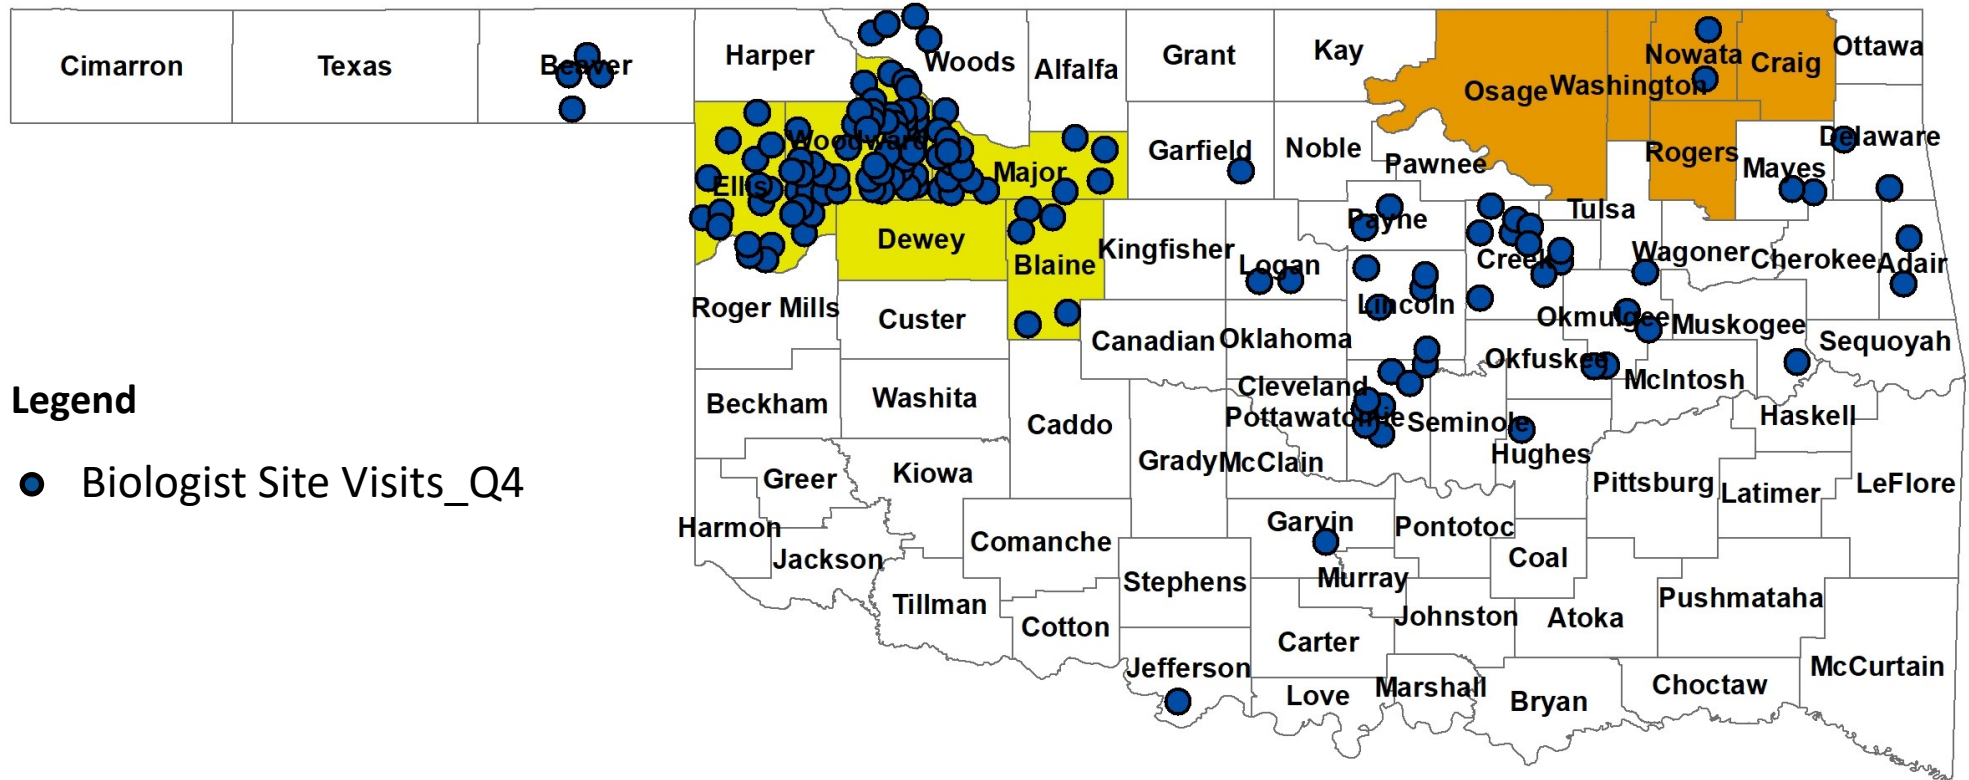 Cimarron
Texas
Beaver
Harper
Woods
Alfalfa
Grant
Kay
Osage
Washington
Nowata
Craig
Ottawa
Woodward
Ellis
Major
Garfield
Noble
Pawnee
Rogers
Mayes
Delaware
Dewey
Blaine
Kingfisher
Logan
Payne
Creek
Tulsa
Wagoner
Cherokee
Adair
Roger Mills
Custer
Canadian
Oklahoma
Lincoln
Okmulgee
Muskogee
Sequoyah
Okfuskee
McIntosh
Legend
Biologist Site Visits_Q4
Beckham
Washita
Caddo
Cleveland
Pottawatomie
Seminole
Hughes
Haskell
Grady
McClain
Greer
Kiowa
Pittsburg
Latimer
LeFlore
Harmon
Jackson
Comanche
Garvin
Pontotoc
Coal
Stephens
Murray
Tillman
Cotton
Johnston
Atoka
Pushmataha
Carter
Jefferson
Love
Marshall
Bryan
Choctaw
McCurtain